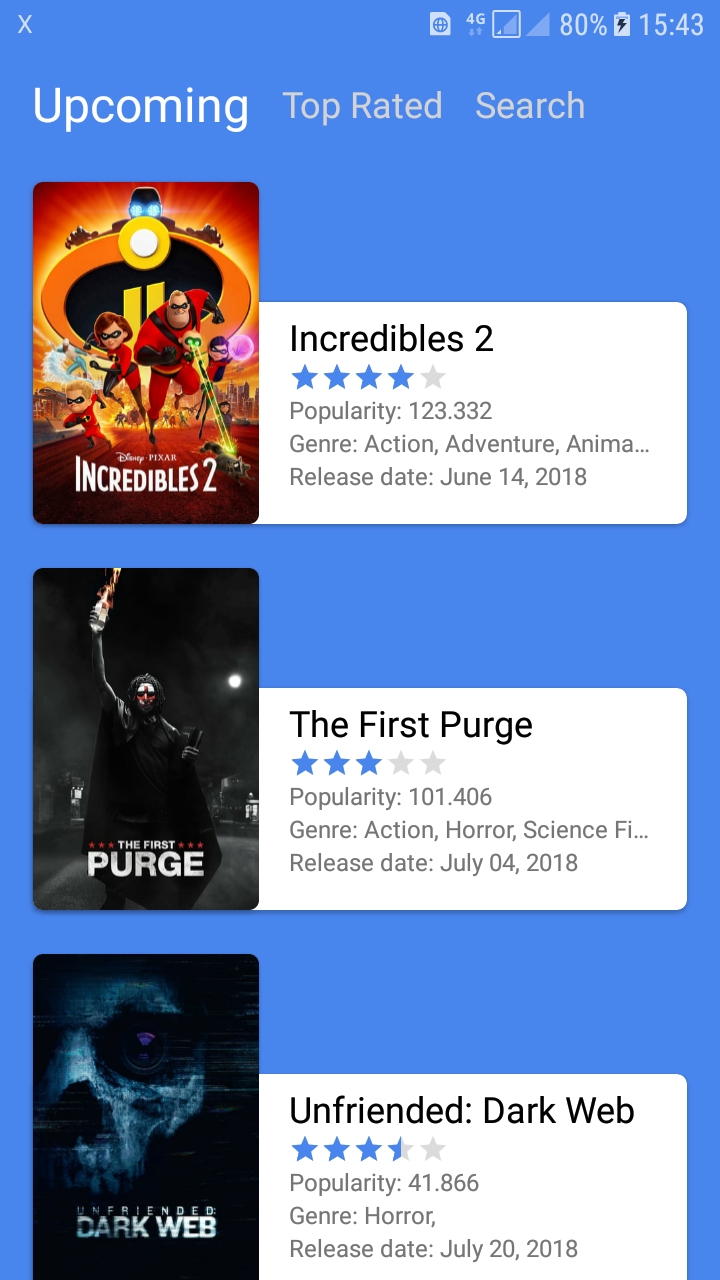 X 4G 80% 15:43
Upcoming Top Rated Search
Disney · PIXAR
INCREDIBLES 2
Incredibles 2
Popularity: 123.332
Genre: Action, Adventure, Anima...
Release date: June 14, 2018
THE FIRST
PURGE
The First Purge
Popularity: 101.406
Genre: Action, Horror, Science Fi...
Release date: July 04, 2018
UNFRIENDED:
DARK WEB
Unfriended: Dark Web
Popularity: 41.866
Genre: Horror,
Release date: July 20, 2018